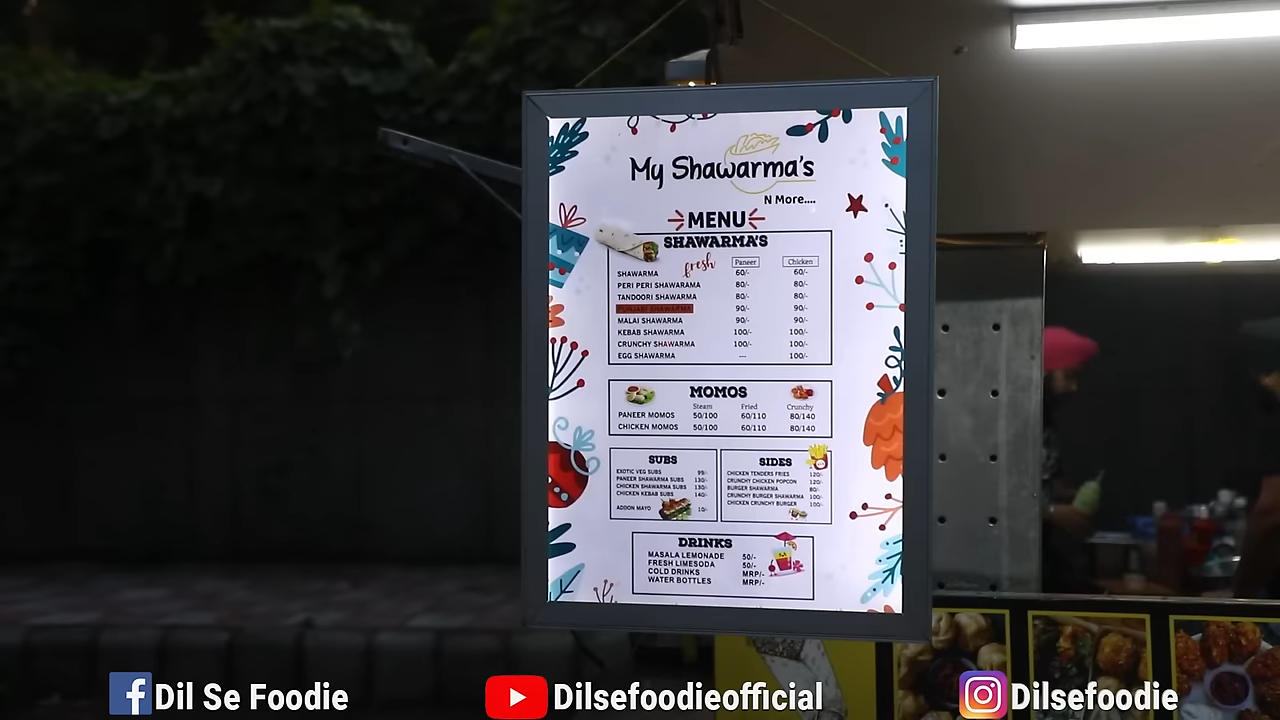 My Shawarma's
N More....
MENU
SHAWARMA'S
fresh Paneer Chicken
SHAWARMA 60/- 60/-
PERI PERI SHAWARAMA 80/- 80/-
TANDOORI SHAWARMA 80/- 80/-
PUNJABI SHAWARMA 90/- 90/-
MALAI SHAWARMA 90/- 90/-
KEBAB SHAWARMA 100/- 100/-
CRUNCHY SHAWARMA 100/- 100/-
EGG SHAWARMA --- 100/-
MOMOS
Steam Fried Crunchy
PANEER MOMOS 50/100 60/110 80/140
CHICKEN MOMOS 50/100 60/110 80/140
SUBS
EXOTIC VEG SUBS 99/-
PANEER SHAWARMA SUBS 130/-
CHICKEN SHAWARMA SUBS 130/-
CHICKEN KEBAB SUBS 140/-
ADDON MAYO 10/-
SIDES
CHICKEN TENDERS FRIES 120/-
CRUNCHY CHICKEN POPCON 120/-
BURGER SHAWARMA 80/-
CRUNCHY BURGER SHAWARMA 100/-
CHICKEN CRUNCHY BURGER 100/-
DRINKS
MASALA LEMONADE 50/-
FRESH LIMESODA 50/-
COLD DRINKS MRP/-
WATER BOTTLES MRP/-
Dil Se Foodie
Dilsefoodieofficial
Dilsefoodie